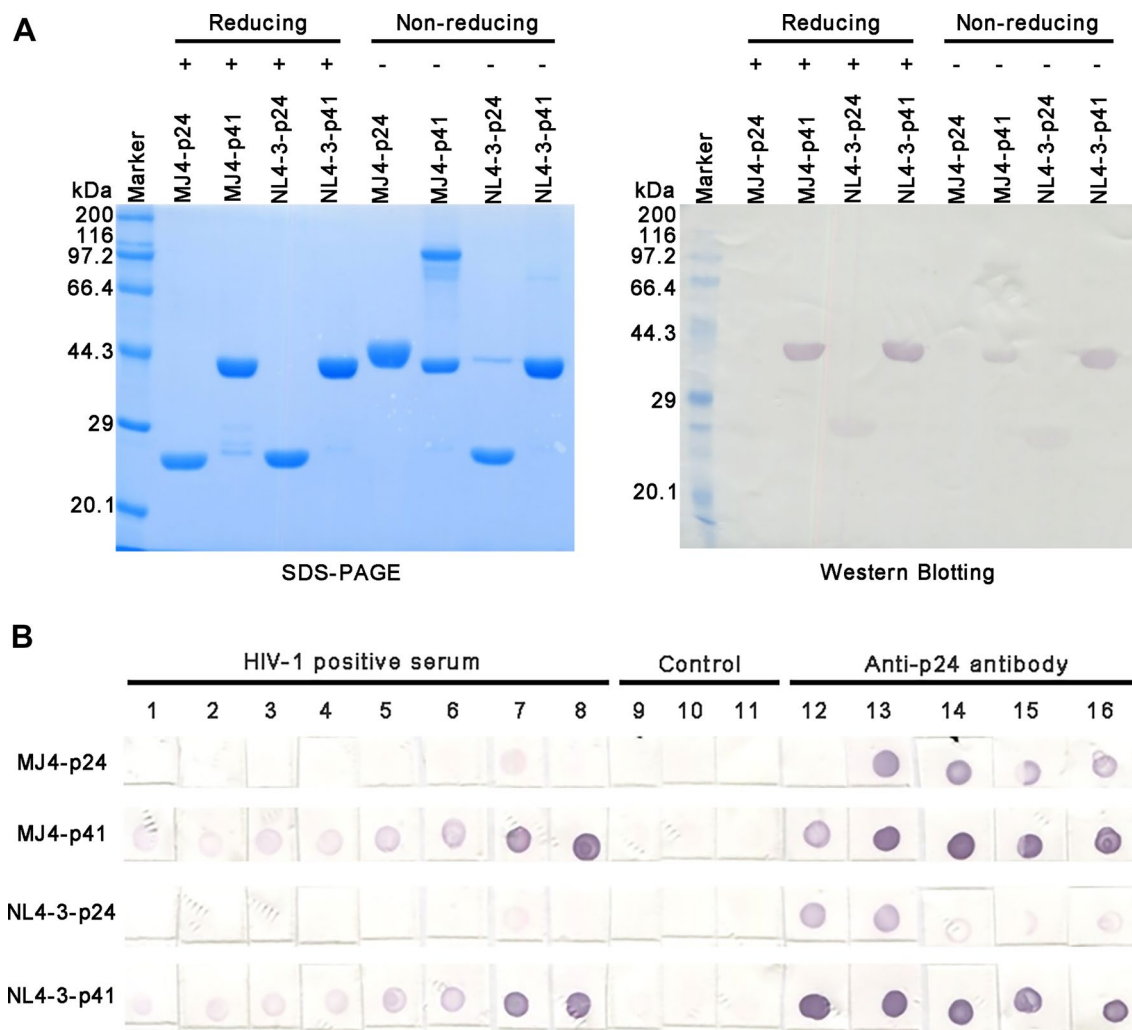 A
Reducing Non-reducing Reducing Non-reducing
+ + + + - - - - + + + + - - - -
kDa Marker MJ4-p24 MJ4-p41 NL4-3-p24 NL4-3-p41 MJ4-p24 MJ4-p41 NL4-3-p24 NL4-3-p41 kDa Marker MJ4-p24 MJ4-p41 NL4-3-p24 NL4-3-p41 MJ4-p24 MJ4-p41 NL4-3-p24 NL4-3-p41
200 200
116 116
97.2 97.2
66.4 66.4
44.3 44.3
29 29
20.1 20.1
SDS-PAGE Western Blotting
B
HIV-1 positive serum Control Anti-p24 antibody
1 2 3 4 5 6 7 8 9 10 11 12 13 14 15 16
MJ4-p24
MJ4-p41
NL4-3-p24
NL4-3-p41